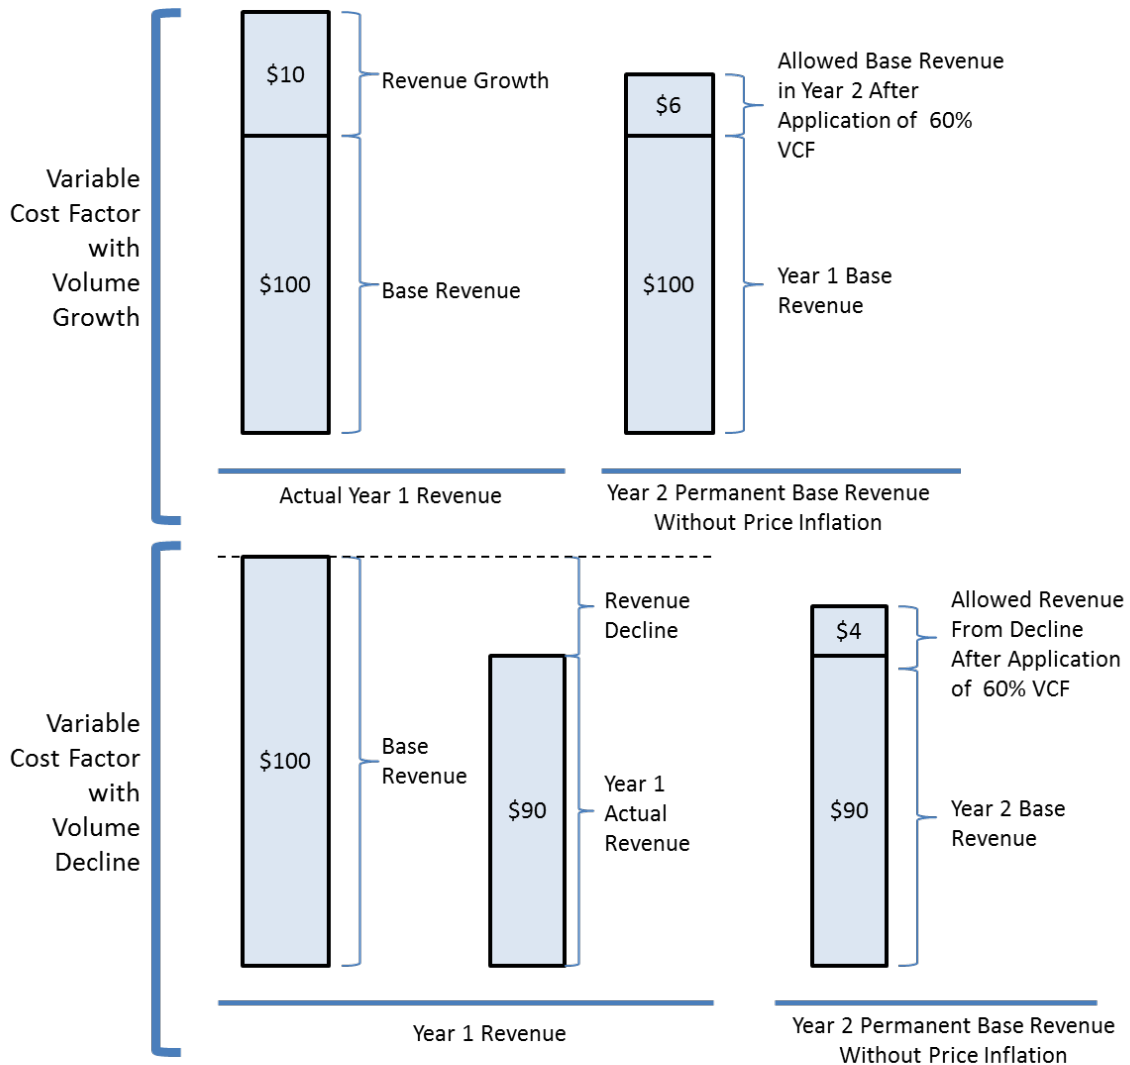 Variable
Cost Factor
with
Volume
Growth
$10
Revenue Growth
$100
Base Revenue
Actual Year 1 Revenue
$6
Allowed Base Revenue
in Year 2 After
Application of 60%
VCF
$100
Year 1 Base
Revenue
Year 2 Permanent Base Revenue
Without Price Inflation
Variable
Cost Factor
with
Volume
Decline
$100
Base
Revenue
Revenue
Decline
$90
Year 1
Actual
Revenue
Year 1 Revenue
$4
Allowed Revenue
From Decline
After Application
of 60% VCF
$90
Year 2 Base
Revenue
Year 2 Permanent Base Revenue
Without Price Inflation